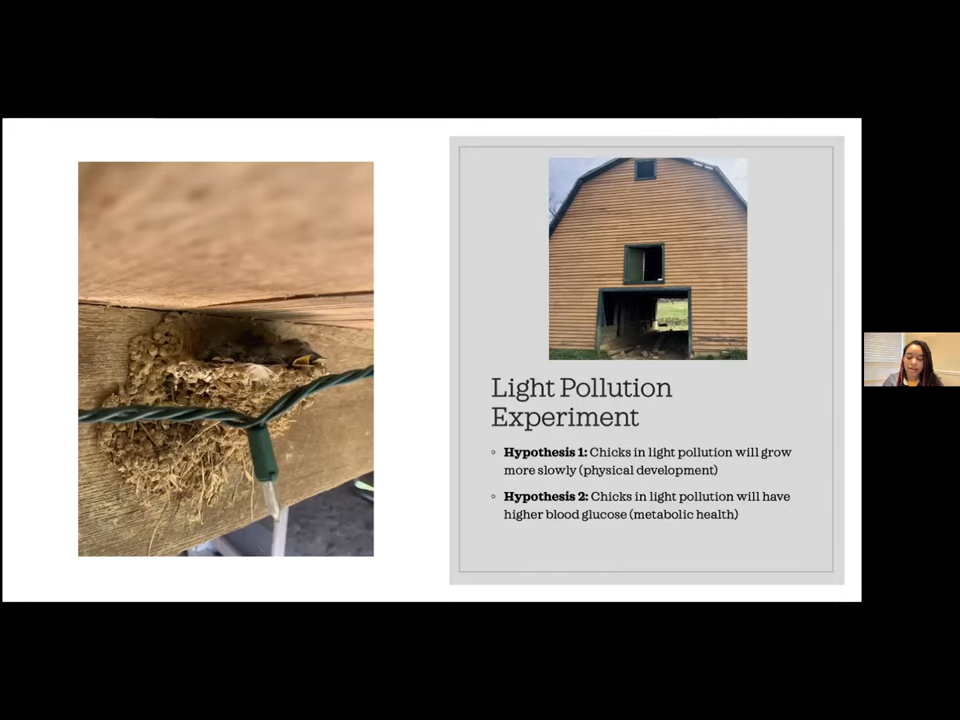 Light Pollution
Experiment
Hypothesis 1: Chicks in light pollution will grow
more slowly (physical development)
Hypothesis 2: Chicks in light pollution will have
higher blood glucose (metabolic health)